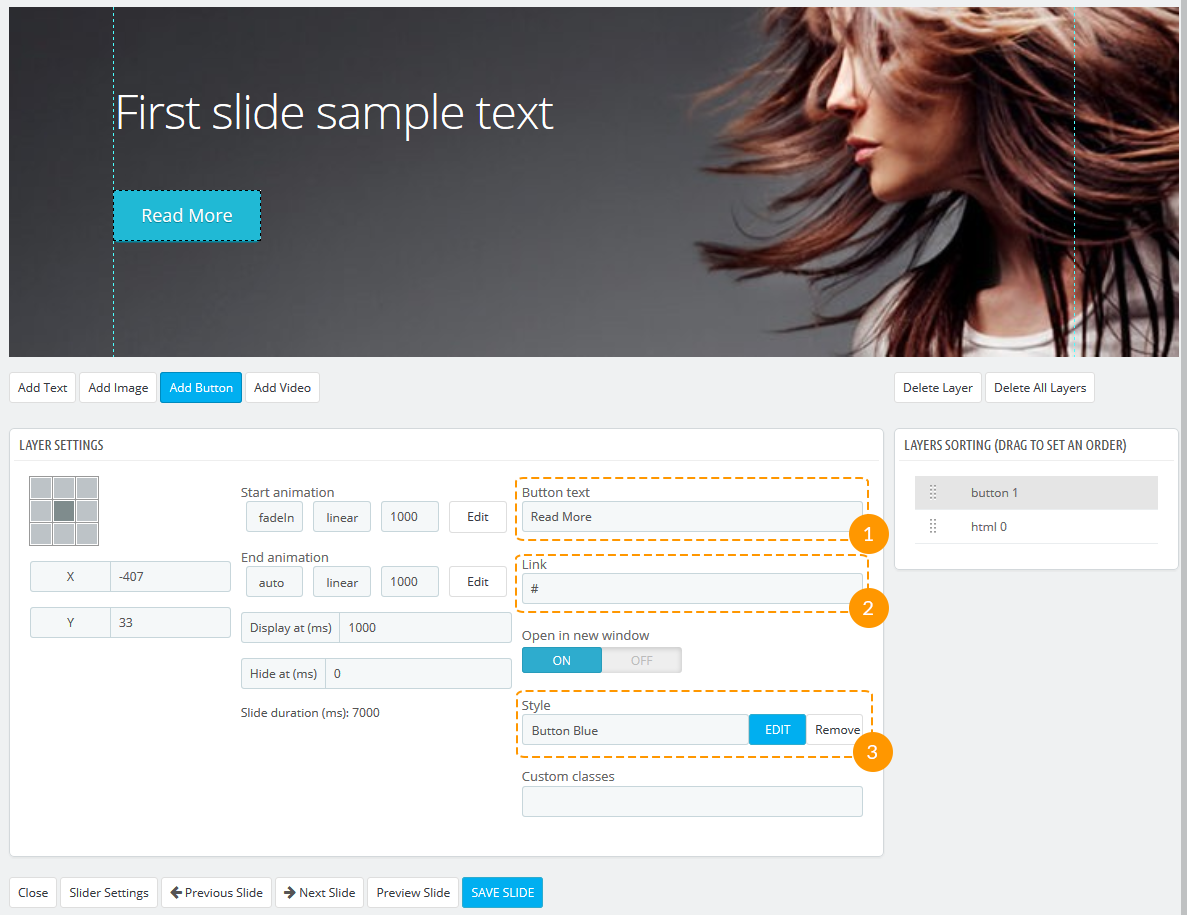 First slide sample text
Read More
Add Text Add Image Add Button Add Video Delete Layer Delete All Layers
LAYER SETTINGS
X -407
Y 33
Start animation
fadeIn linear 1000 Edit
End animation
auto linear 1000 Edit
Display at (ms) 1000
Hide at (ms) 0
Slide duration (ms): 7000
Button text
Read More
1
Link
#
2
Open in new window
ON OFF
Style
Button Blue EDIT Remove
3
Custom classes
LAYERS SORTING (DRAG TO SET AN ORDER)
button 1
html 0
Close Slider Settings Previous Slide Next Slide Preview Slide SAVE SLIDE